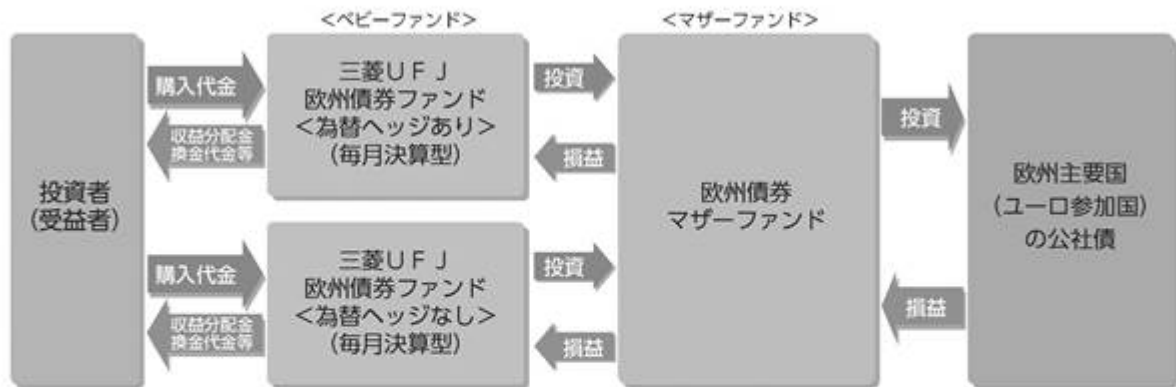 ＜ベビーファンド＞
＜マザーファンド＞
投資者
（受益者）
購入代金
収益分配金
換金代金等
三菱ＵＦＪ
欧州債券ファンド
＜為替ヘッジあり＞
（毎月決算型）
投資
損益
購入代金
収益分配金
換金代金等
三菱ＵＦＪ
欧州債券ファンド
＜為替ヘッジなし＞
（毎月決算型）
投資
損益
欧州債券
マザーファンド
投資
損益
欧州主要国
（ユーロ参加国）
の公社債